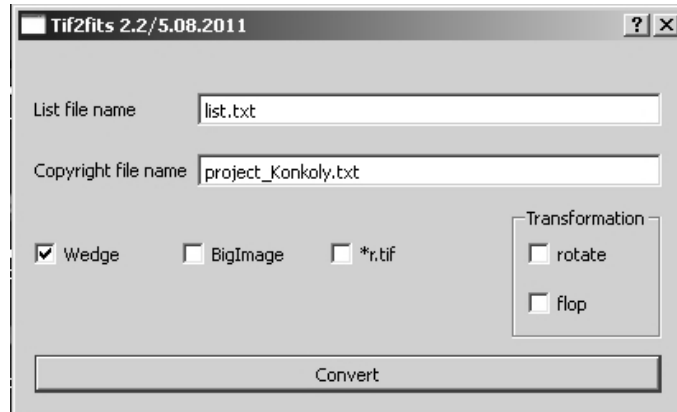 Tif2fits 2.2/5.08.2011
List file name list.txt
Copyright file name project_Konkoly.txt
Transformation
Wedge BigImage *r.tif rotate
flop
Convert